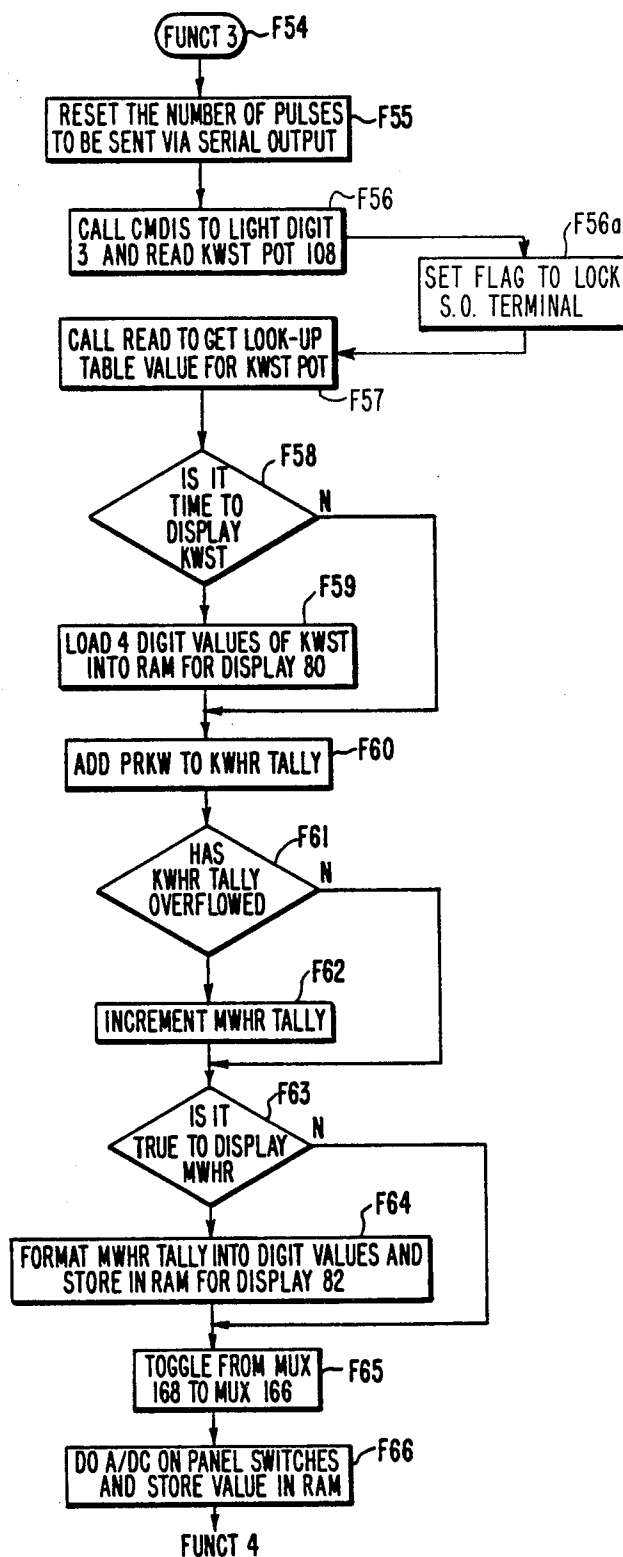 FUNCT 3
F54
RESET THE NUMBER OF PULSES
TO BE SENT VIA SERIAL OUTPUT
F55
F56
CALL CMDIS TO LIGHT DIGIT
3 AND READ KWST POT 108
F56a
SET FLAG TO LOCK
S.O. TERMINAL
CALL READ TO GET LOOK-UP
TABLE VALUE FOR KWST POT
F57
F58
IS IT
TIME TO
DISPLAY
KWST
N
F59
LOAD 4 DIGIT VALUES OF KWST
INTO RAM FOR DISPLAY 80
ADD PRKW TO KWHR TALLY
F60
F61
HAS
KWHR TALLY
OVERFLOWED
N
F62
INCREMENT MWHR TALLY
F63
IS IT
TRUE TO DISPLAY
MWHR
N
F64
FORMAT MWHR TALLY INTO DIGIT VALUES AND
STORE IN RAM FOR DISPLAY 82
TOGGLE FROM MUX
168 TO MUX 166
F65
DO A/DC ON PANEL SWITCHES
AND STORE VALUE IN RAM
F66
FUNCT 4